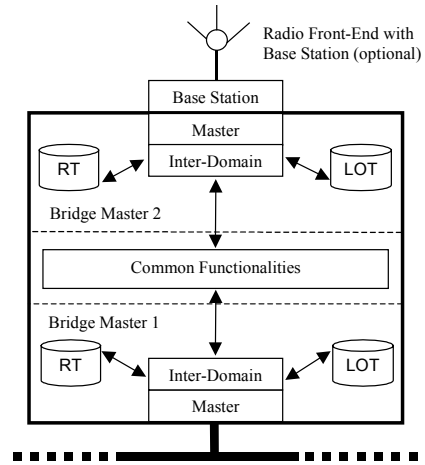 Radio Front-End with
Base Station (optional)
Base Station
Master
Inter-Domain
RT
LOT
Bridge Master 2
Common Functionalities
Bridge Master 1
RT
LOT
Inter-Domain
Master